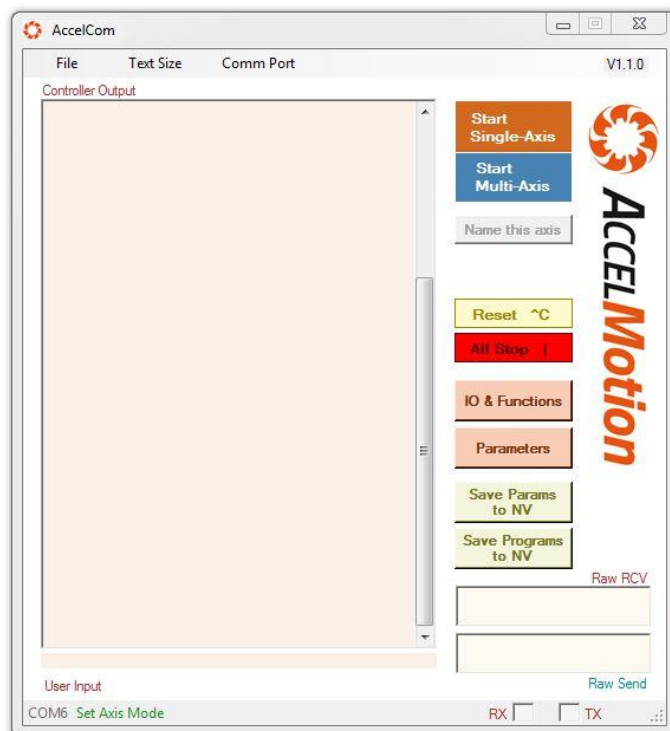 AccelCom
File Text Size Comm Port V1.1.0
Controller Output
Start
Single-Axis
Start
Multi-Axis
Name this axis
Reset ^C
All Stop |
IO & Functions
Parameters
Save Params
to NV
Save Programs
to NV
ACCELMotion
Raw RCV
Raw Send
User Input
COM6 Set Axis Mode
RX TX